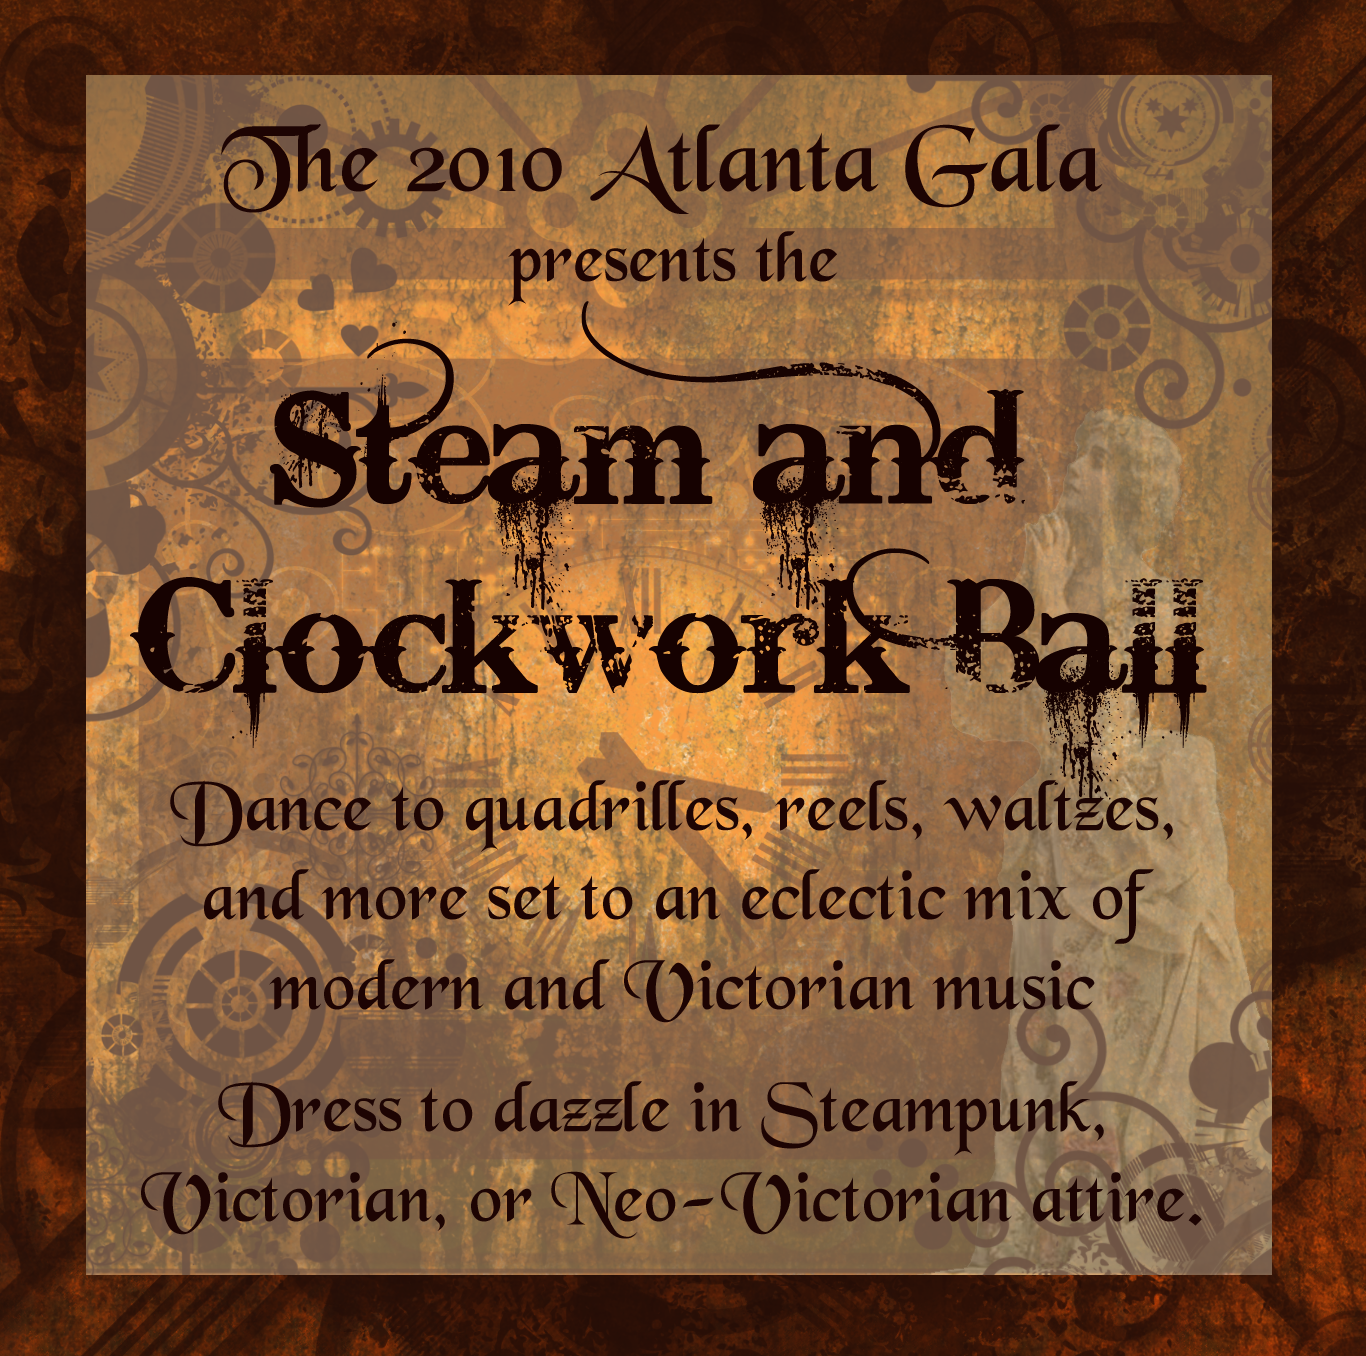 The 2010 Atlanta Gala
presents the
Steam and
Clockwork Ball
Dance to quadrilles, reels, waltzes,
and more set to an eclectic mix of
modern and Victorian music
Dress to dazzle in Steampunk,
Victorian, or Neo-Victorian attire.